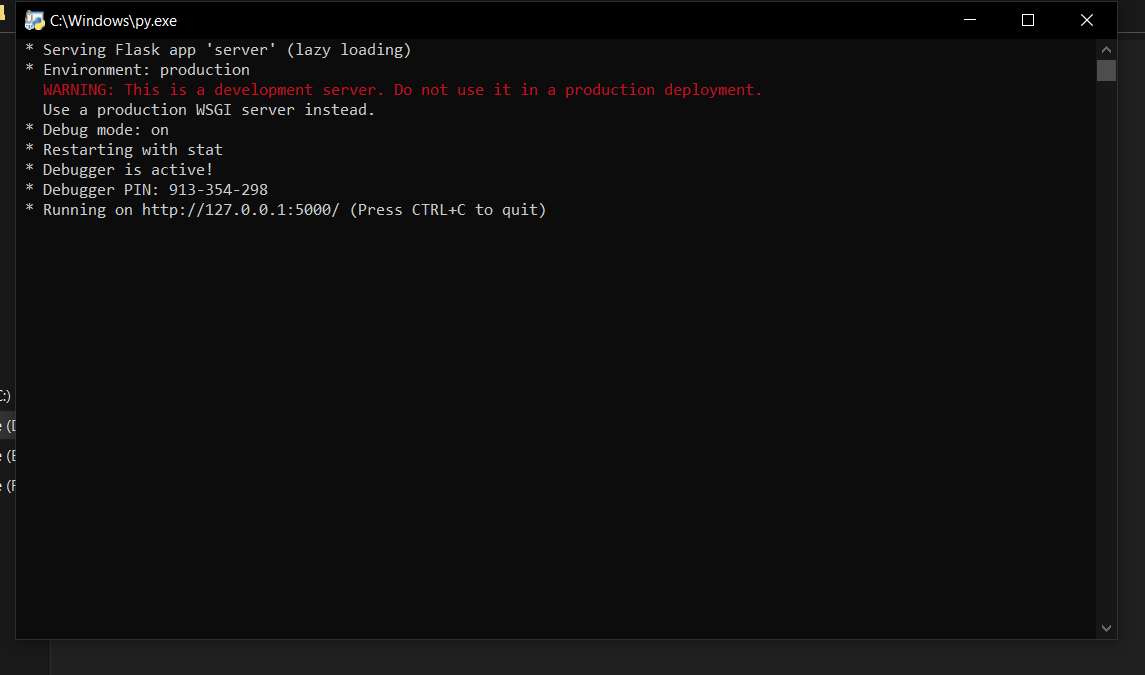 C:\Windows\py.exe
* Serving Flask app 'server' (lazy loading)
* Environment: production
WARNING: This is a development server. Do not use it in a production deployment.
Use a production WSGI server instead.
* Debug mode: on
* Restarting with stat
* Debugger is active!
* Debugger PIN: 913-354-298
* Running on http://127.0.0.1:5000/ (Press CTRL+C to quit)
:)
e (
e (
e (